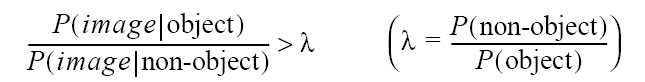 P(image|object) / P(image|non-object) > λ   (λ = P(non-object) / P(object))